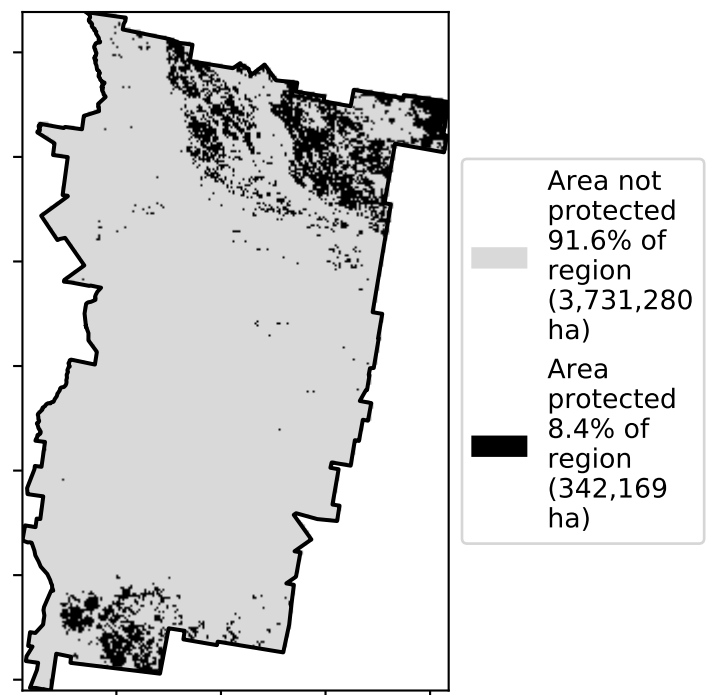 Area not
protected
91.6% of
region
(3,731,280
ha)
Area
protected
8.4% of
region
(342,169
ha)